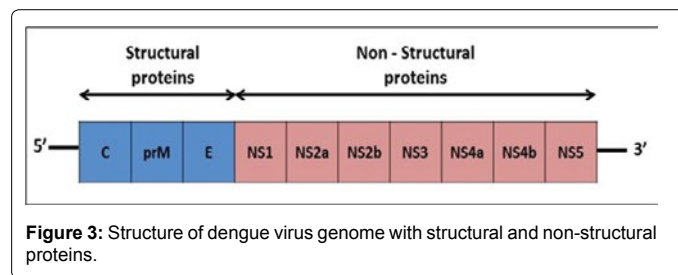 Structural proteins
Non - Structural proteins
5′
C
prM
E
NS1
NS2a
NS2b
NS3
NS4a
NS4b
NS5
3′
Figure 3: Structure of dengue virus genome with structural and non-structural
proteins.